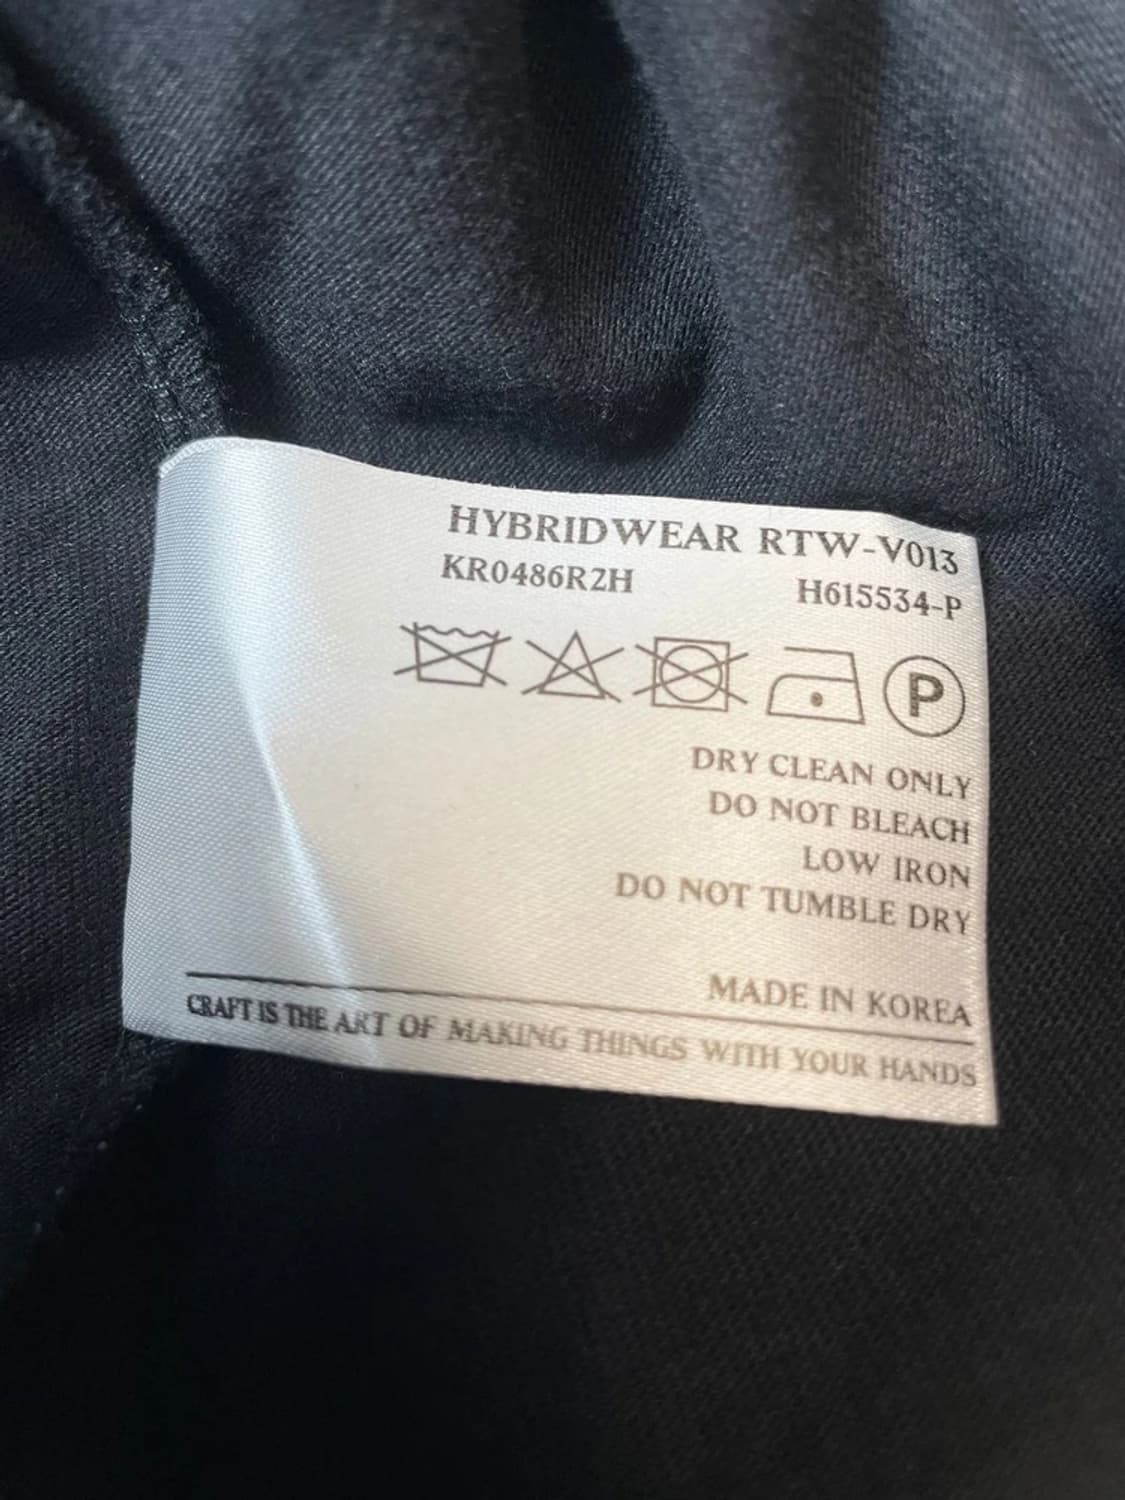 HYBRIDWEAR RTW-V013
KR0486R2H H615534-P
P
DRY CLEAN ONLY
DO NOT BLEACH
LOW IRON
DO NOT TUMBLE DRY
MADE IN KOREA
CRAFT IS THE ART OF MAKING THINGS WITH YOUR HANDS